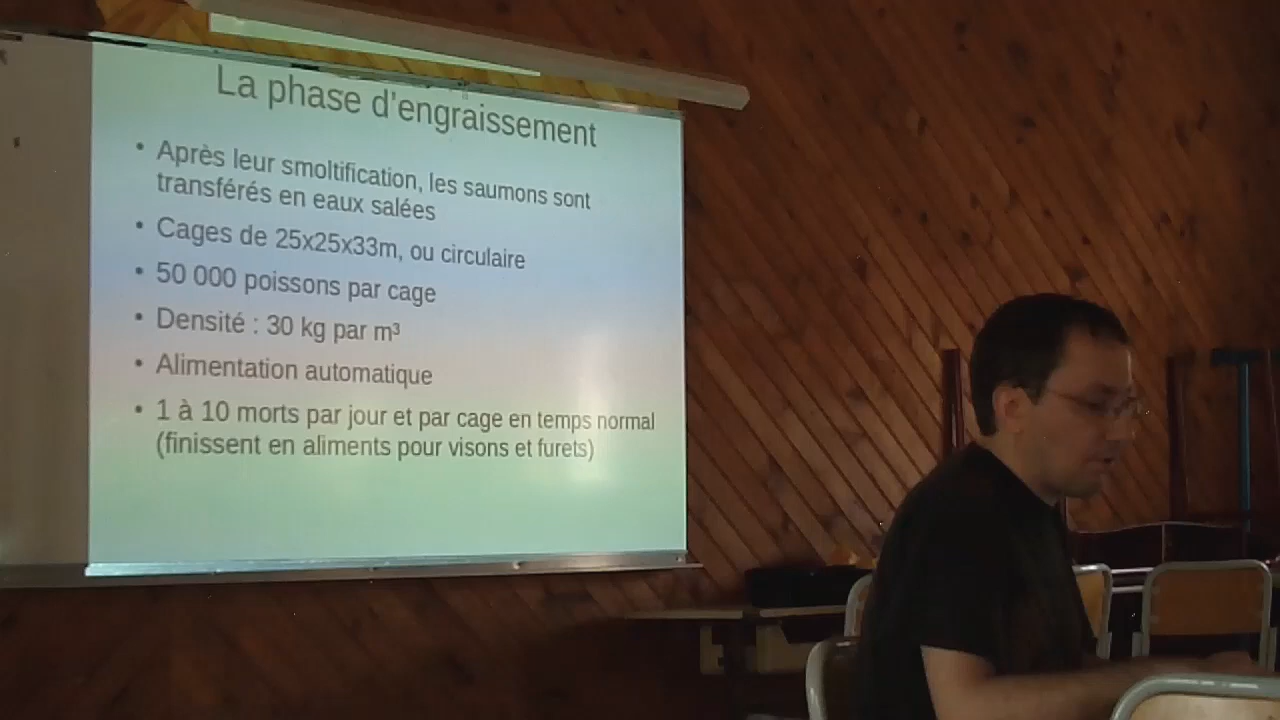 La phase d'engraissement
• Après leur smoltification, les saumons sont
transférés en eaux salées
• Cages de 25x25x33m, ou circulaire
• 50 000 poissons par cage
• Densité : 30 kg par m³
• Alimentation automatique
• 1 à 10 morts par jour et par cage en temps normal
(finissent en aliments pour visons et furets)